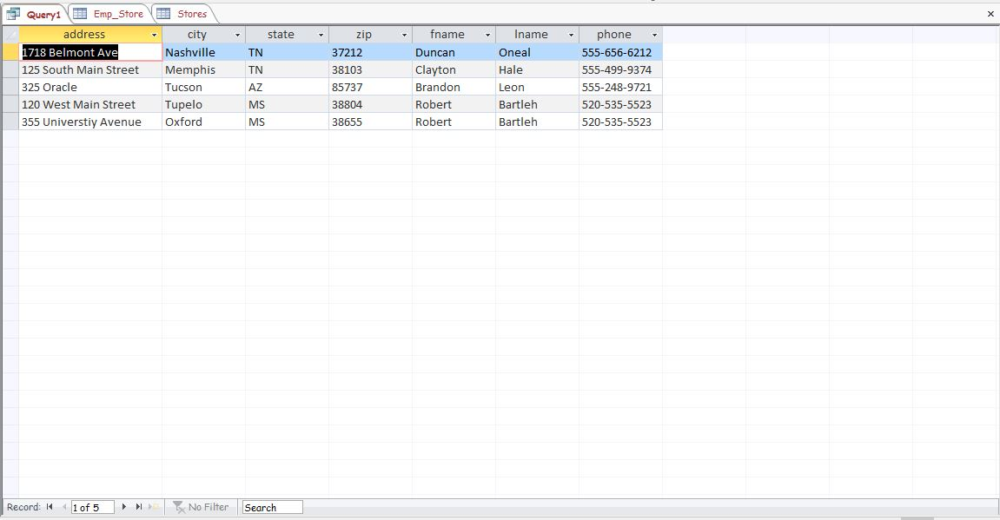 Query1 Emp_Store Stores
address city state zip fname lname phone
1718 Belmont Ave Nashville TN 37212 Duncan Oneal 555-656-6212
125 South Main Street Memphis TN 38103 Clayton Hale 555-499-9374
325 Oracle Tucson AZ 85737 Brandon Leon 555-248-9721
120 West Main Street Tupelo MS 38804 Robert Bartleh 520-535-5523
355 Universtiy Avenue Oxford MS 38655 Robert Bartleh 520-535-5523
Record: 1 of 5 No Filter Search